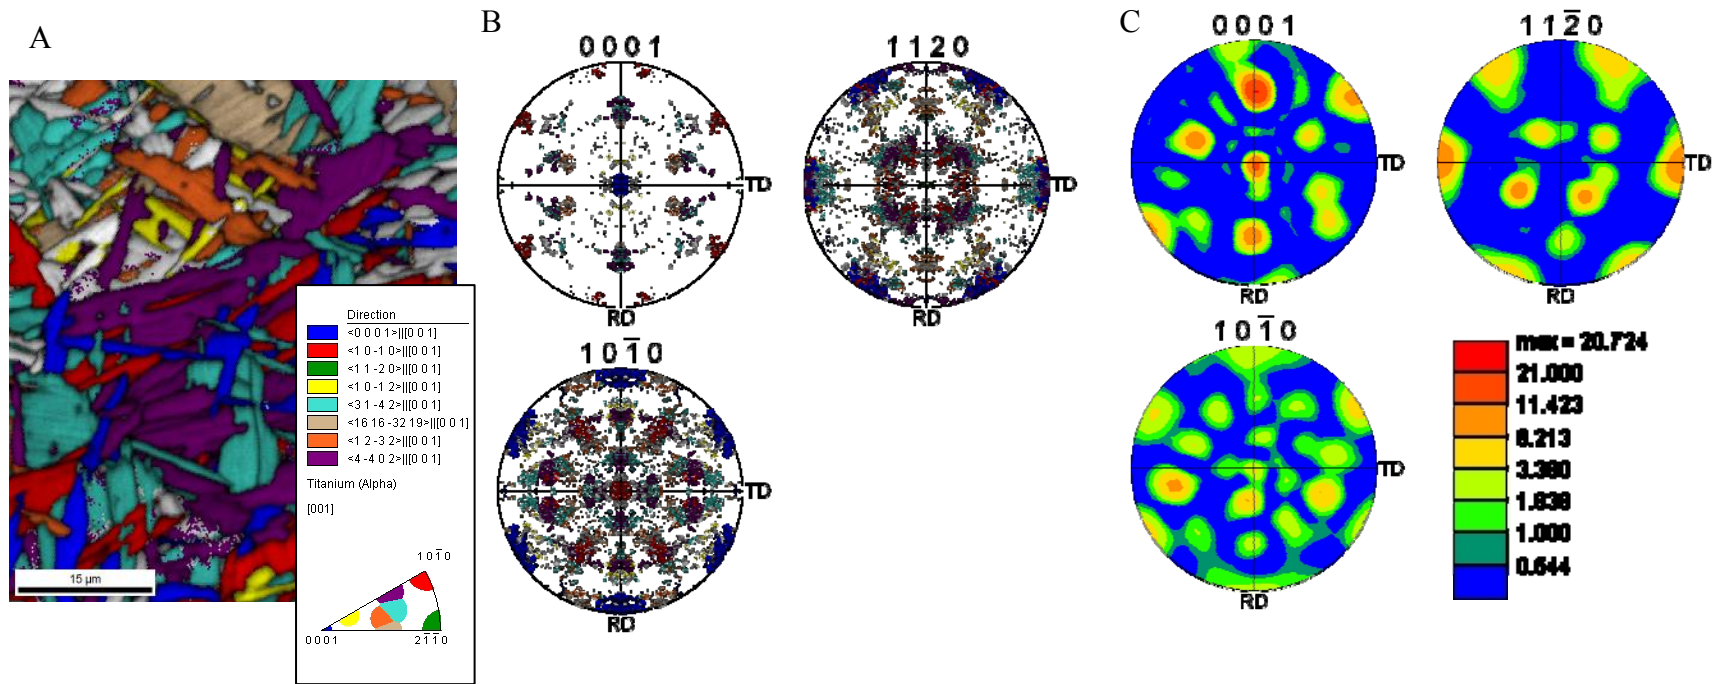 A
15 µm
Direction
<0 0 0 1>||[0 0 1]
<1 0 -1 0>||[0 0 1]
<1 1 -2 0>||[0 0 1]
<1 0 -1 2>||[0 0 1]
<3 1 -4 2>||[0 0 1]
<16 16 -32 19>||[0 0 1]
<1 2 -3 2>||[0 0 1]
<4 -4 0 2>||[0 0 1]
Titanium (Alpha)
[001]
1 0 1̅ 0
0 0 0 1
2 1̅ 1̅ 0
B
0 0 0 1
TD
RD
1 1 2 0
TD
RD
1 0 1̅ 0
TD
RD
C
0 0 0 1
TD
RD
1 1 2̅ 0
TD
RD
1 0 1̅ 0
TD
RD
max = 20.724
21.000
11.423
6.213
3.380
1.838
1.000
0.544